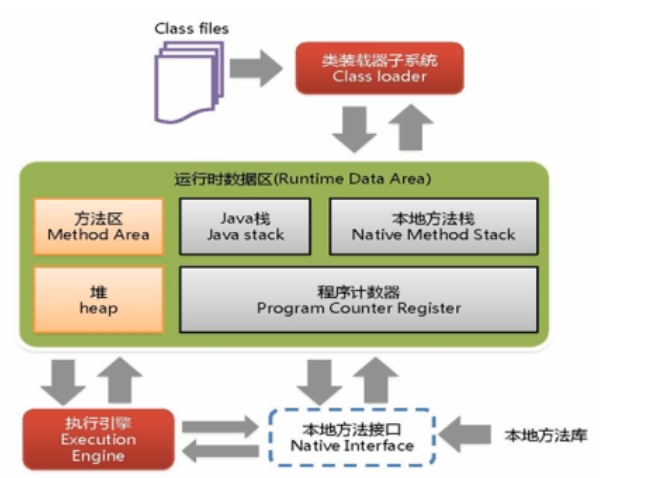 Class files
类装载器子系统
Class loader
运行时数据区(Runtime Data Area)
方法区
Method Area
Java栈
Java stack
本地方法栈
Native Method Stack
堆
heap
程序计数器
Program Counter Register
执行引擎
Execution
Engine
本地方法接口
Native Interface
本地方法库